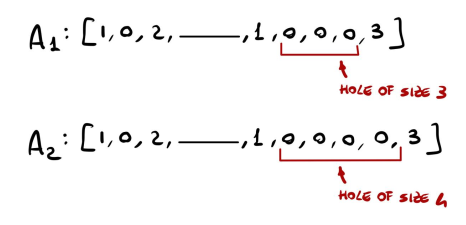 A1: [1, 0, 2, ____, 1, 0, 0, 0, 3]
HOLE OF SIZE 3
A2: [1, 0, 2, ____, 1, 0, 0, 0, 0, 3]
HOLE OF SIZE 4